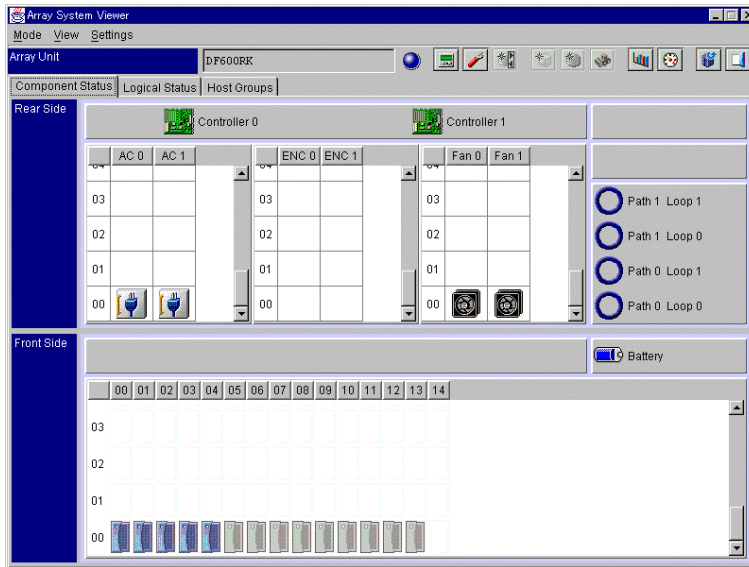 Array System Viewer
Mode View Settings
Array Unit DF600RK
Component Status Logical Status Host Groups
Rear Side
Controller 0 Controller 1
AC 0 AC 1 ENC 0 ENC 1 Fan 0 Fan 1
03 03 03
02 02 02
01 01 01
00 00 00
Path 1 Loop 1
Path 1 Loop 0
Path 0 Loop 1
Path 0 Loop 0
Front Side
Battery
00 01 02 03 04 05 06 07 08 09 10 11 12 13 14
03
02
01
00